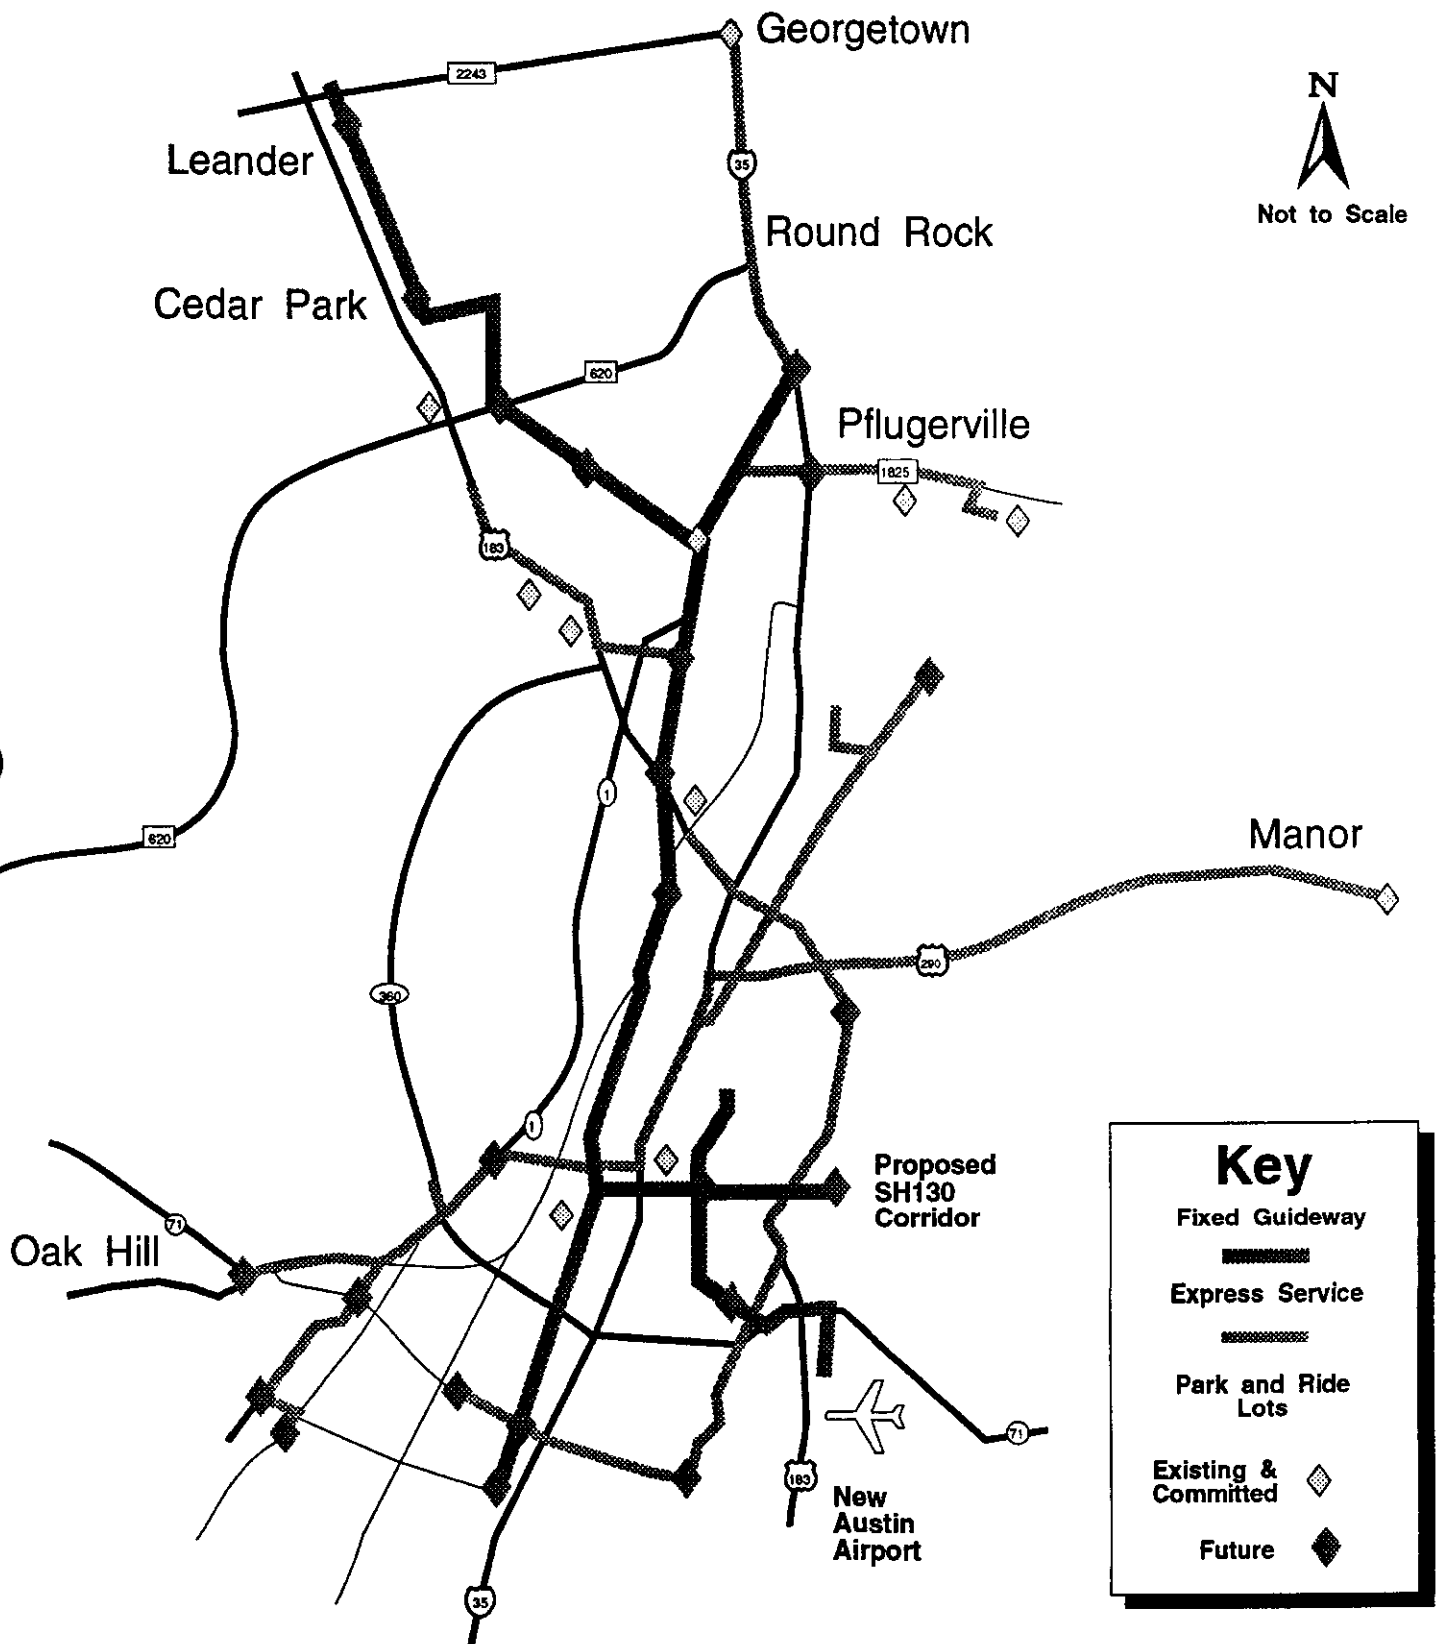 Georgetown
2243
N
Not to Scale
Leander
35
Round Rock
Cedar Park
620
Pflugerville
1825
183
1
620
Manor
290
360
1
Proposed
SH130
Corridor
71
Oak Hill
71
183
New
Austin
Airport
35
Key
Fixed Guideway
Express Service
Park and Ride
Lots
Existing &
Committed
Future